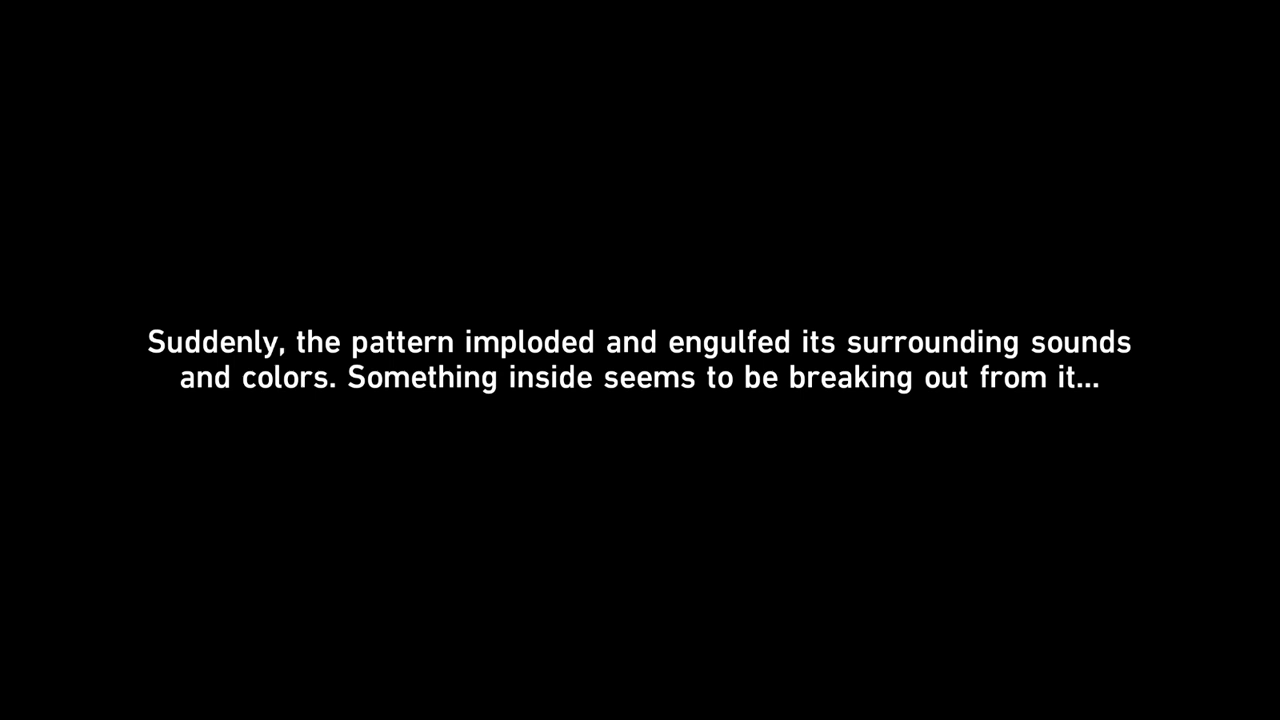 Suddenly, the pattern imploded and engulfed its surrounding sounds
and colors. Something inside seems to be breaking out from it...